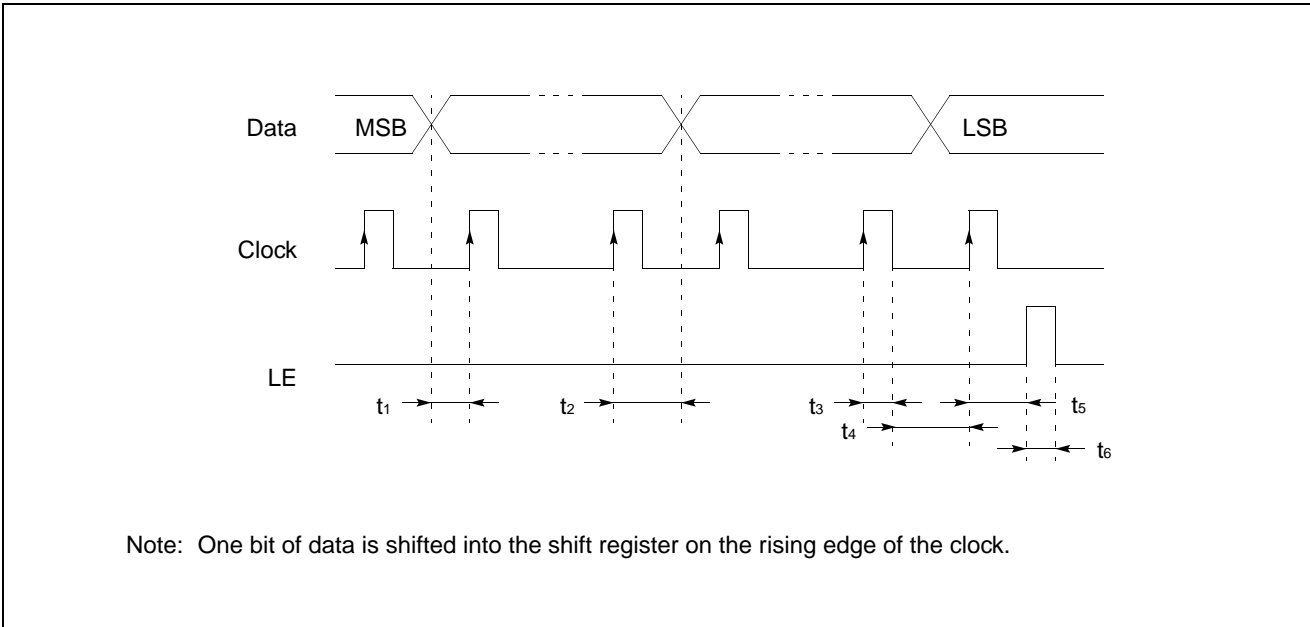 Data
MSB
LSB
Clock
LE
t1
t2
t3
t5
t4
t6
Note: One bit of data is shifted into the shift register on the rising edge of the clock.